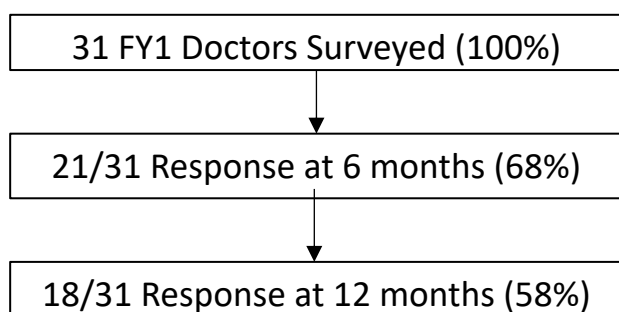 31 FY1 Doctors Surveyed (100%)
21/31 Response at 6 months (68%)
18/31 Response at 12 months (58%)